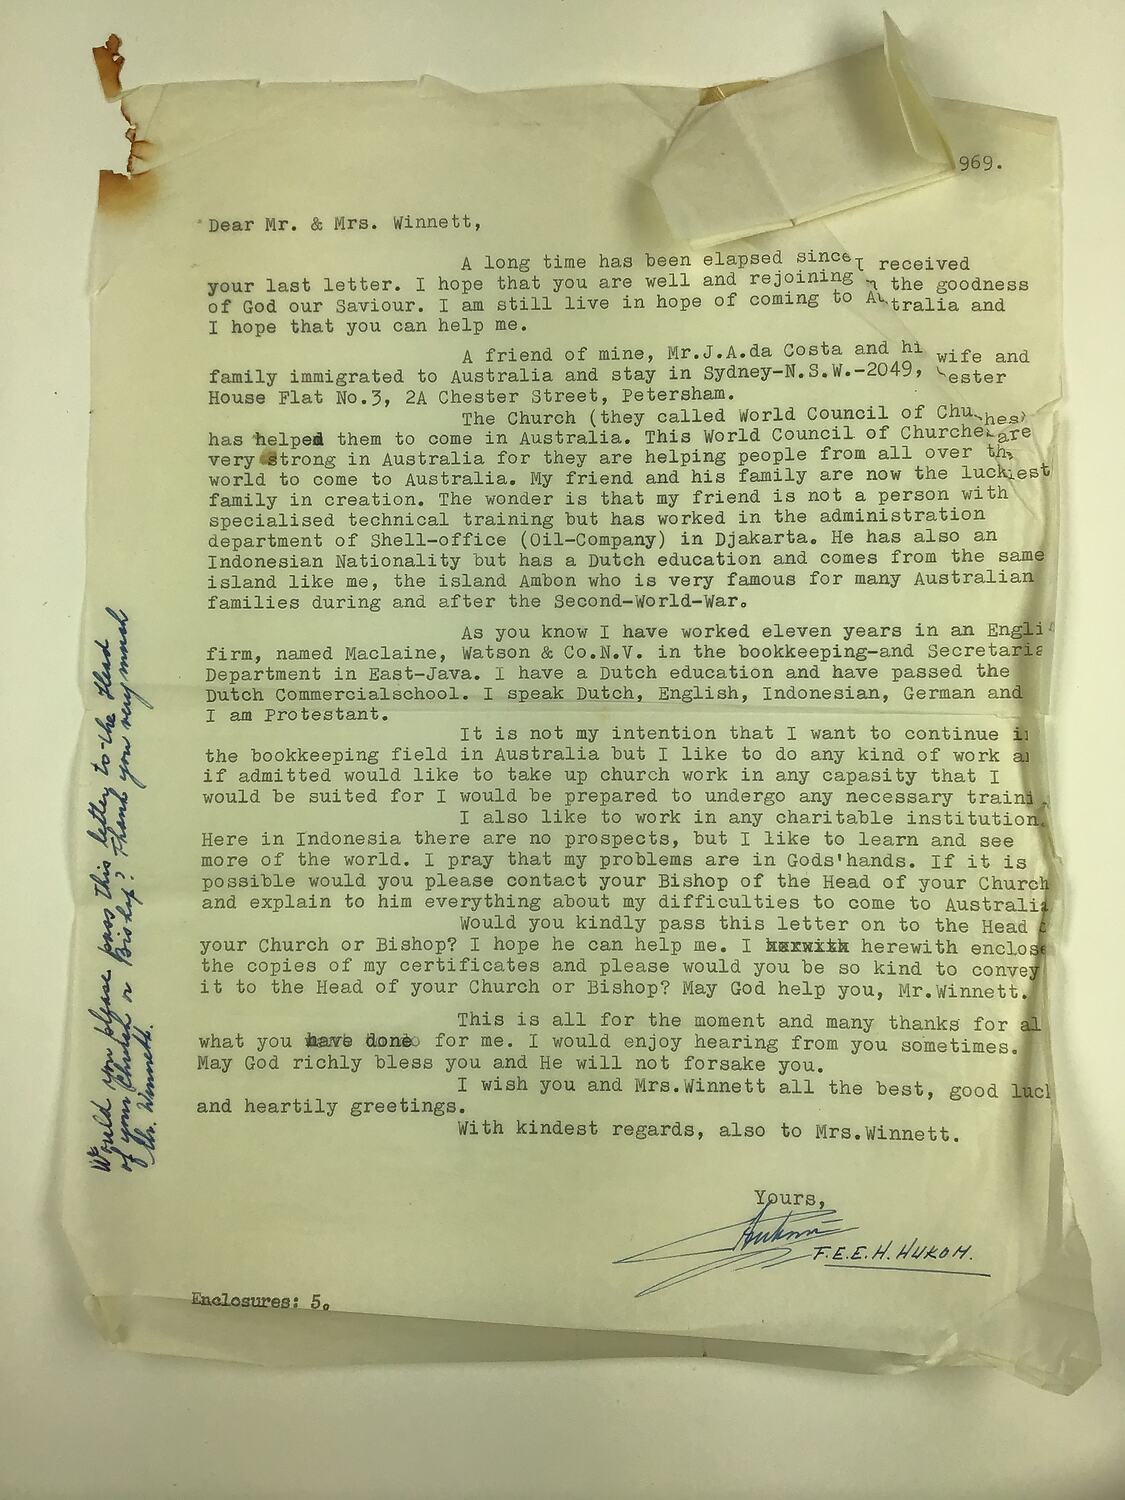 969.
Dear Mr. & Mrs. Winnett,
A long time has been elapsed since I received
your last letter. I hope that you are well and rejoining the goodness
of God our Saviour. I am still live in hope of coming to Australia and
I hope that you can help me.
A friend of mine, Mr.J.A.da Costa and hi wife and
family immigrated to Australia and stay in Sydney-N.S.W.-2049, ester
House Flat No.3, 2A Chester Street, Petersham.
The Church (they called World Council of Churches)
has helped them to come in Australia. This World Council of Churches are
very strong in Australia for they are helping people from all over the
world to come to Australia. My friend and his family are now the luckiest
family in creation. The wonder is that my friend is not a person with
specialised technical training but has worked in the administration
department of Shell-office (Oil-Company) in Djakarta. He has also an
Indonesian Nationality but has a Dutch education and comes from the same
island like me, the island Ambon who is very famous for many Australian
families during and after the Second-World-War.
As you know I have worked eleven years in an Englis
firm, named Maclaine, Watson & Co.N.V. in the bookkeeping-and Secretaria
Department in East-Java. I have a Dutch education and have passed the
Dutch Commercialschool. I speak Dutch, English, Indonesian, German and
I am Protestant.
It is not my intention that I want to continue in
the bookkeeping field in Australia but I like to do any kind of work an
if admitted would like to take up church work in any capasity that I
would be suited for I would be prepared to undergo any necessary traini
I also like to work in any charitable institution.
Here in Indonesia there are no prospects, but I like to learn and see
more of the world. I pray that my problems are in Gods'hands. If it is
possible would you please contact your Bishop of the Head of your Church
and explain to him everything about my difficulties to come to Australia
Would you kindly pass this letter on to the Head o
your Church or Bishop? I hope he can help me. I herewith enclose
the copies of my certificates and please would you be so kind to convey
it to the Head of your Church or Bishop? May God help you, Mr.Winnett.
This is all for the moment and many thanks for al
what you have done for me. I would enjoy hearing from you sometimes.
May God richly bless you and He will not forsake you.
I wish you and Mrs.Winnett all the best, good luck
and heartily greetings.
With kindest regards, also to Mrs.Winnett.
Yours,
F.E.E.H. HUKOM.
Enclosures: 5.
Would you please pass this letter to the Head
of your Church or Bishop? Thank you very much
Mr. Winnett.